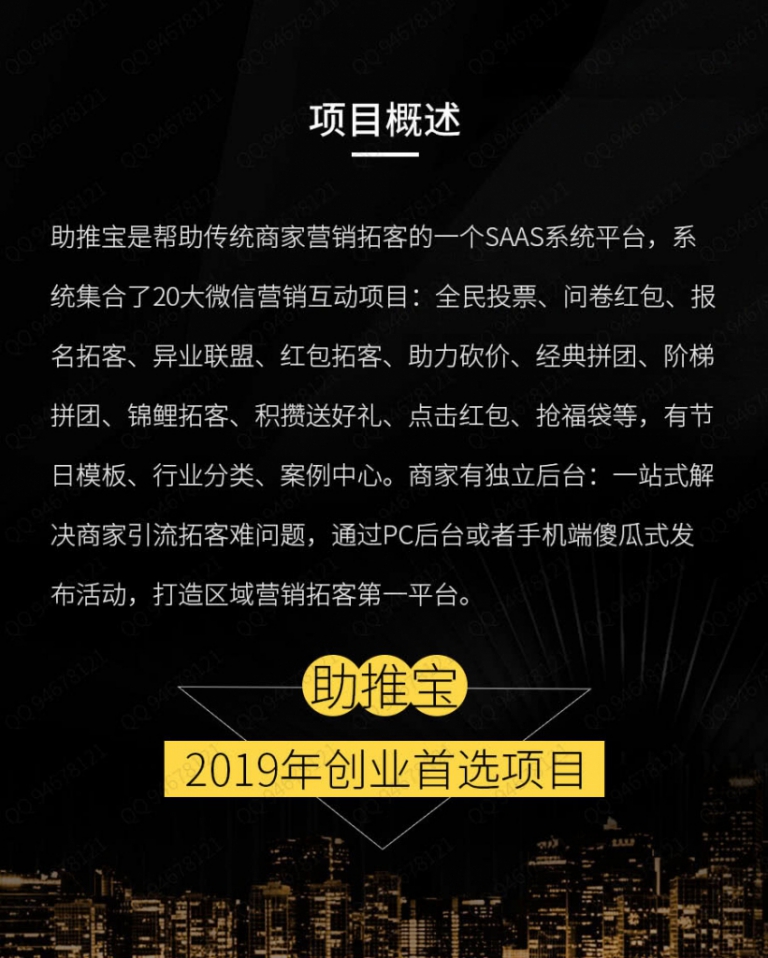 项目概述
助推宝是帮助传统商家营销拓客的一个SAAS系统平台，系
统集合了20大微信营销互动项目：全民投票、问卷红包、报
名拓客、异业联盟、红包拓客、助力砍价、经典拼团、阶梯
拼团、锦鲤拓客、积攒送好礼、点击红包、抢福袋等，有节
日模板、行业分类、案例中心。商家有独立后台：一站式解
决商家引流拓客难问题，通过PC后台或者手机端傻瓜式发
布活动，打造区域营销拓客第一平台。
助推宝
2019年创业首选项目
QQ:94678121